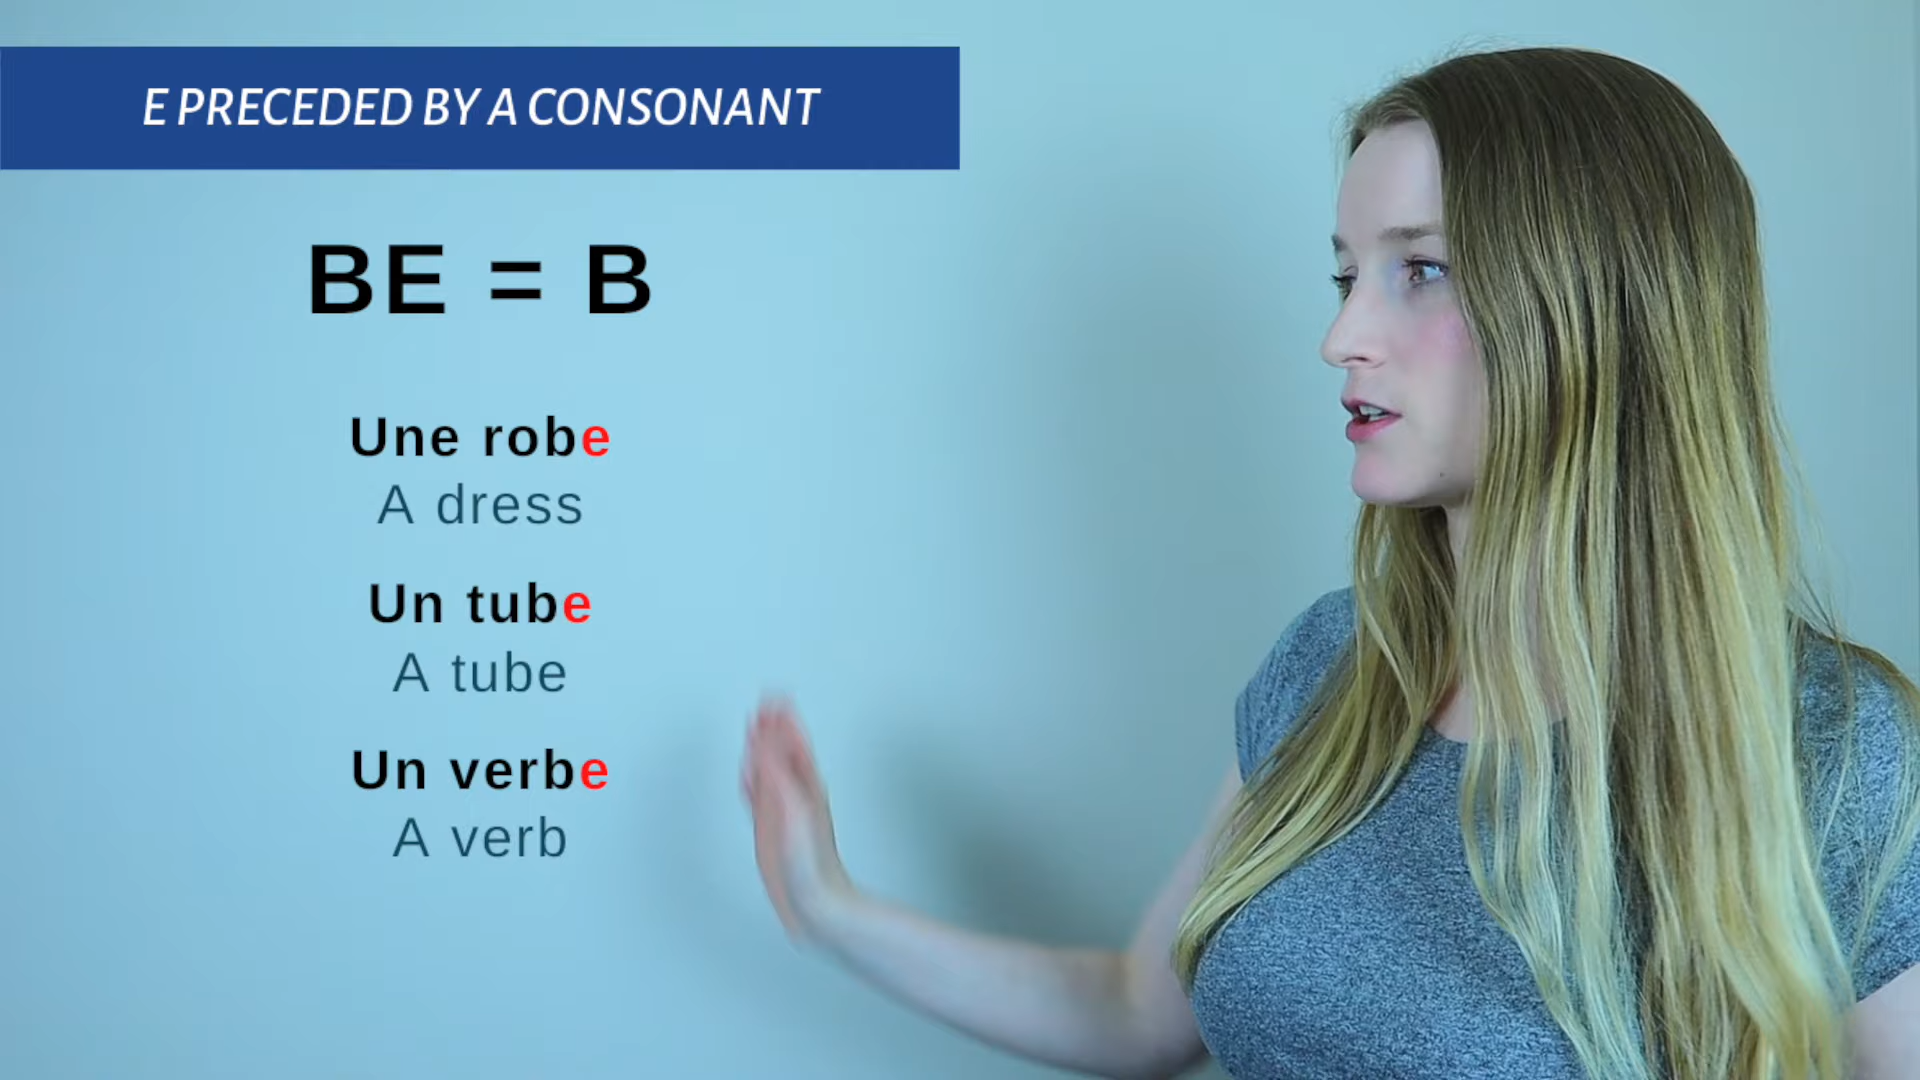 E PRECEDED BY A CONSONANT
BE = B
Une robe
A dress
Un tube
A tube
Un verbe
A verb